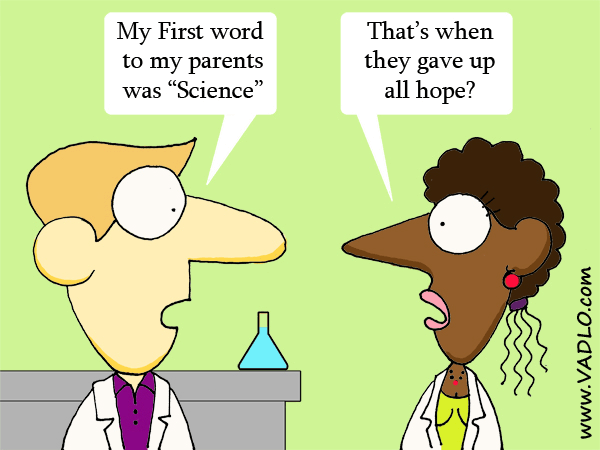 My First word
to my parents
was “Science”
That’s when
they gave up
all hope?
www.VADLO.com